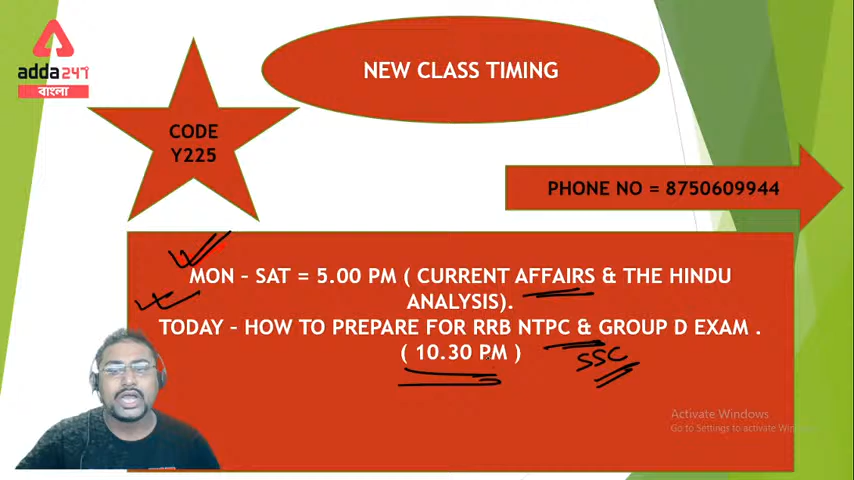 adda247
বাংলা
NEW CLASS TIMING
CODE
Y225
PHONE NO = 8750609944
MON - SAT = 5.00 PM ( CURRENT AFFAIRS & THE HINDU
ANALYSIS).
TODAY - HOW TO PREPARE FOR RRB NTPC & GROUP D EXAM .
( 10.30 PM )
SSC
Activate Windows
Go to Settings to activate Win